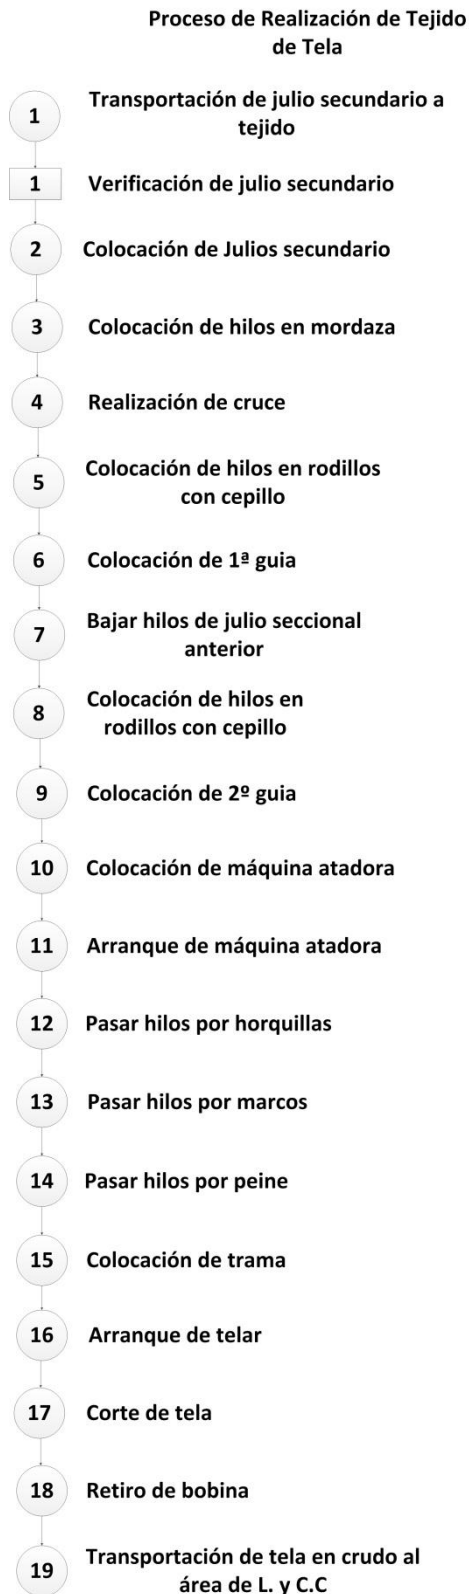 Proceso de Realización de Tejido
de Tela
1 Transportación de julio secundario a
tejido
1 Verificación de julio secundario
2 Colocación de Julios secundario
3 Colocación de hilos en mordaza
4 Realización de cruce
5 Colocación de hilos en rodillos
con cepillo
6 Colocación de 1ª guia
7 Bajar hilos de julio seccional
anterior
8 Colocación de hilos en
rodillos con cepillo
9 Colocación de 2º guia
10 Colocación de máquina atadora
11 Arranque de máquina atadora
12 Pasar hilos por horquillas
13 Pasar hilos por marcos
14 Pasar hilos por peine
15 Colocación de trama
16 Arranque de telar
17 Corte de tela
18 Retiro de bobina
19 Transportación de tela en crudo al
área de L. y C.C